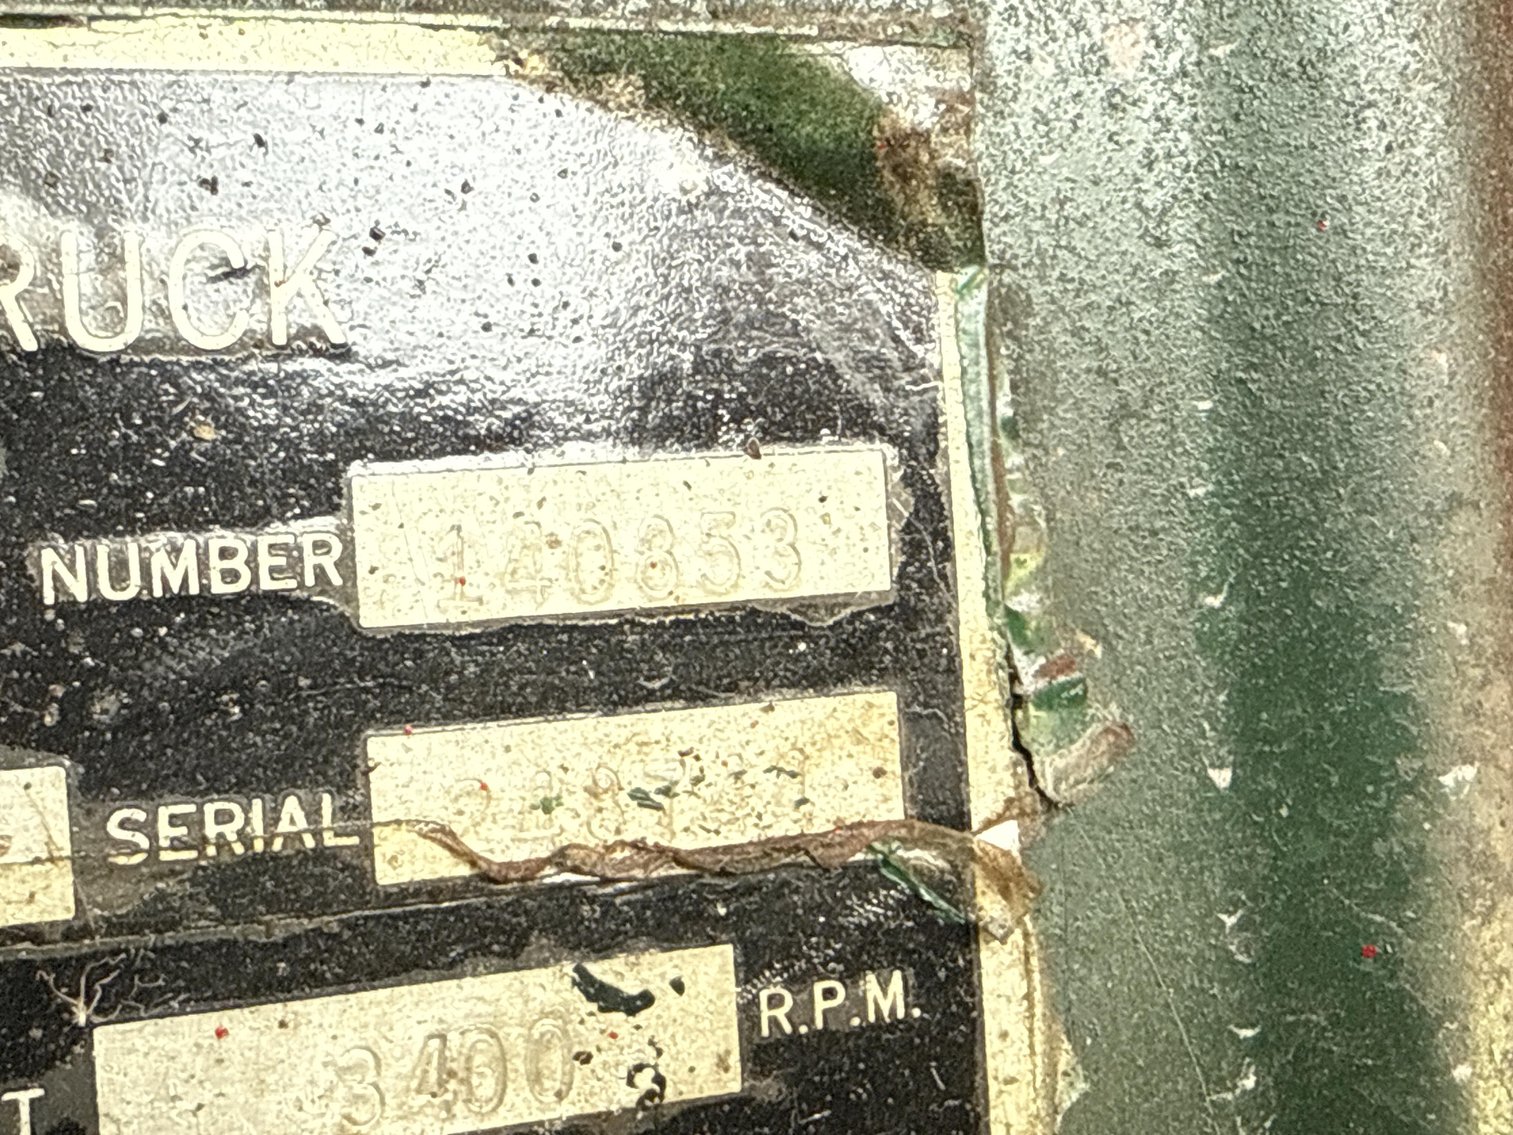 RUCK
NUMBER 140853
SERIAL
3400 R.P.M.
T